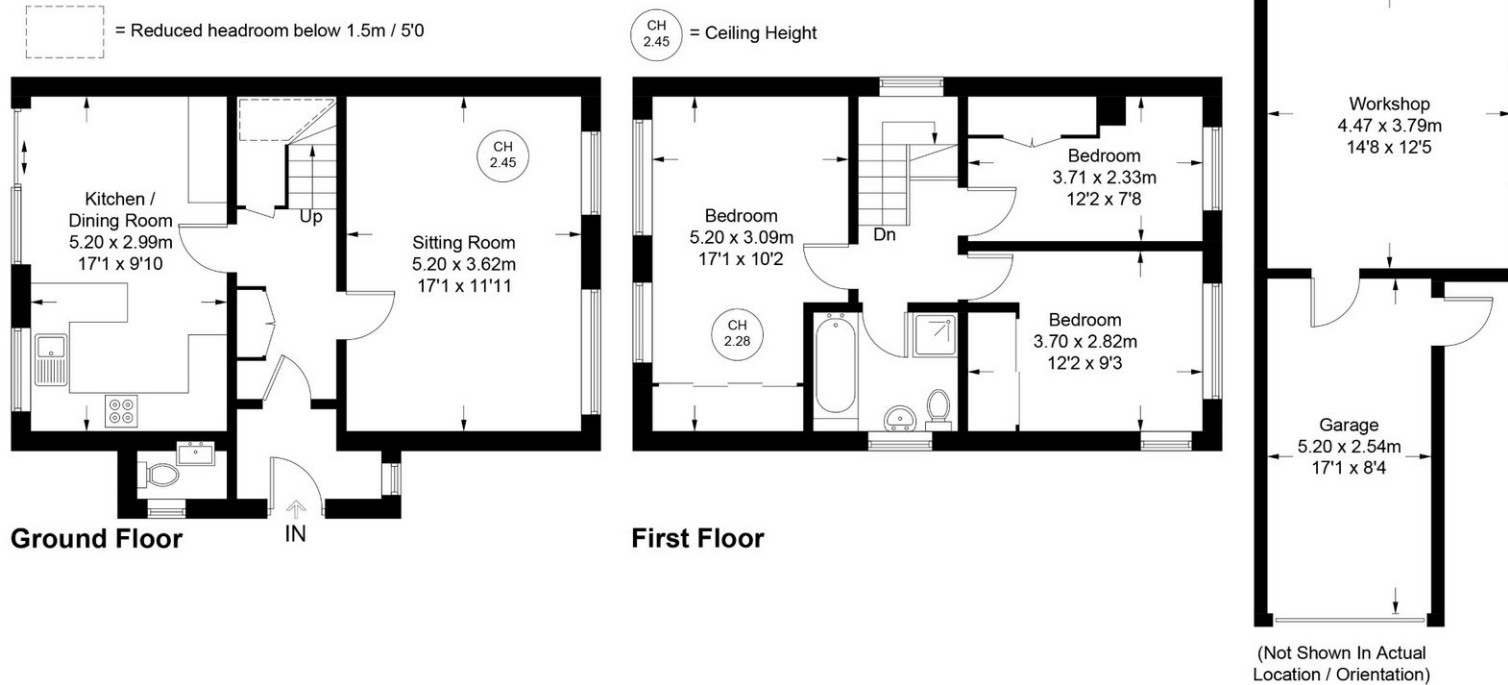 = Reduced headroom below 1.5m / 5'0
CH
2.45
= Ceiling Height
Kitchen /
Dining Room
5.20 x 2.99m
17'1 x 9'10
Up
CH
2.45
Sitting Room
5.20 x 3.62m
17'1 x 11'11
IN
Ground Floor
Bedroom
5.20 x 3.09m
17'1 x 10'2
CH
2.28
Dn
Bedroom
3.71 x 2.33m
12'2 x 7'8
Bedroom
3.70 x 2.82m
12'2 x 9'3
First Floor
Workshop
4.47 x 3.79m
14'8 x 12'5
Garage
5.20 x 2.54m
17'1 x 8'4
(Not Shown In Actual
Location / Orientation)